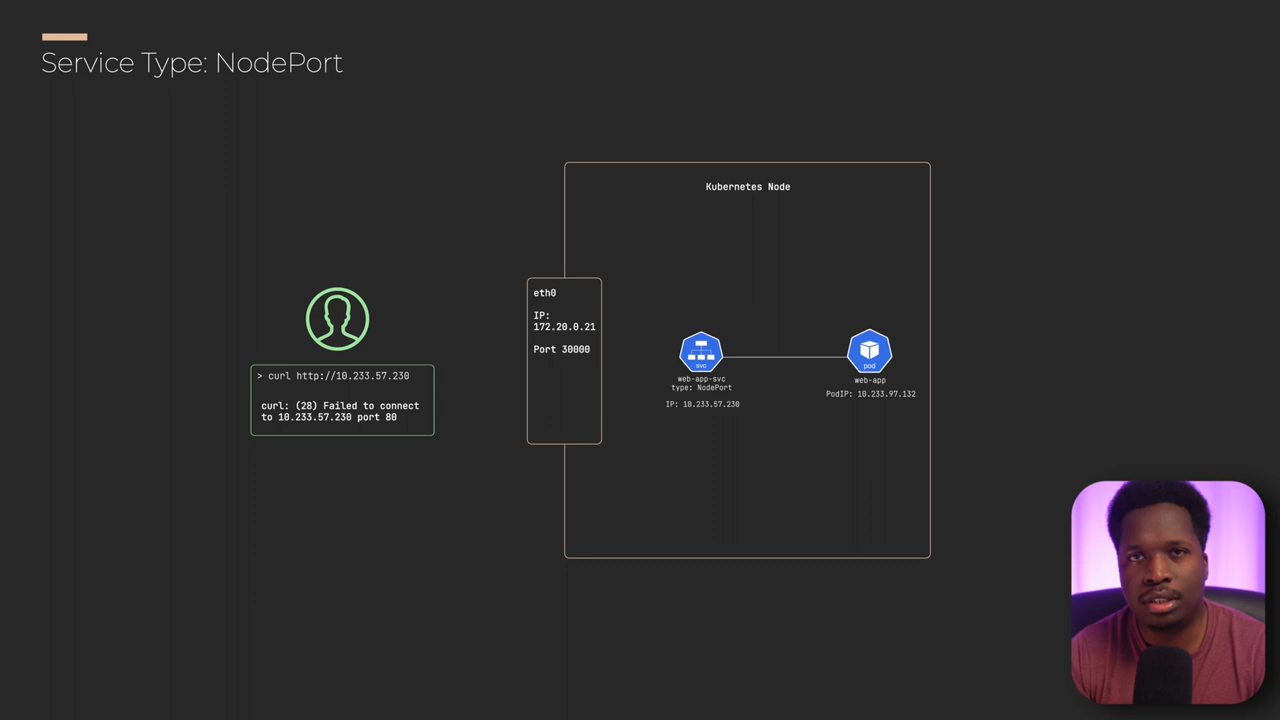 Service Type: NodePort
Kubernetes Node
eth0
IP:
172.20.0.21
Port 30000
> curl http://10.233.57.230
curl: (28) Failed to connect
to 10.233.57.230 port 80
svc
web-app-svc
type: NodePort
IP: 10.233.57.230
pod
web-app
PodIP: 10.233.97.132